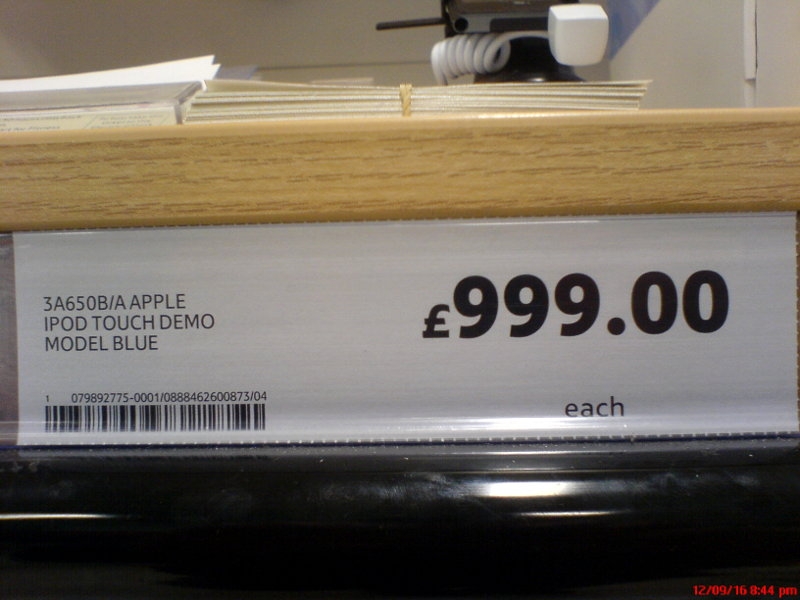 3A650B/A APPLE
IPOD TOUCH DEMO
MODEL BLUE
£999.00
1 079892775-0001/0888462600873/04
each
12/09/16 8:44 pm